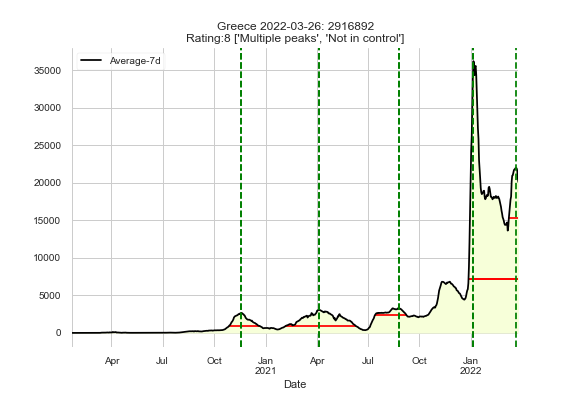 Greece 2022-03-26: 2916892
Rating:8 ['Multiple peaks', 'Not in control']
Average-7d
35000
30000
25000
20000
15000
10000
5000
0
Apr Jul Oct Jan Apr Jul Oct Jan
2021 2022
Date